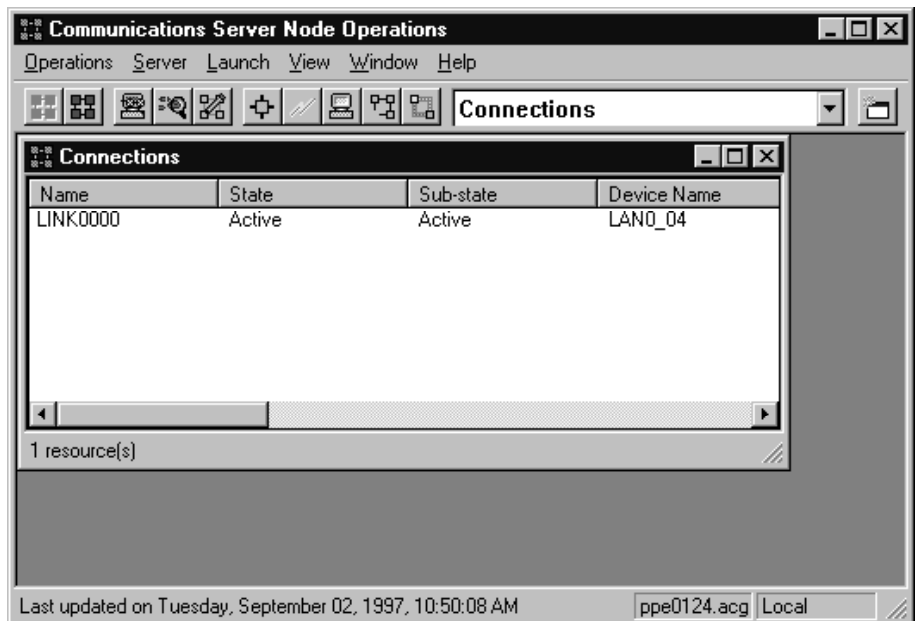 Communications Server Node Operations
Operations Server Launch View Window Help
Connections
Connections
Name State Sub-state Device Name
LINK0000 Active Active LAN0_04
1 resource(s)
Last updated on Tuesday, September 02, 1997, 10:50:08 AM ppe0124.acg Local